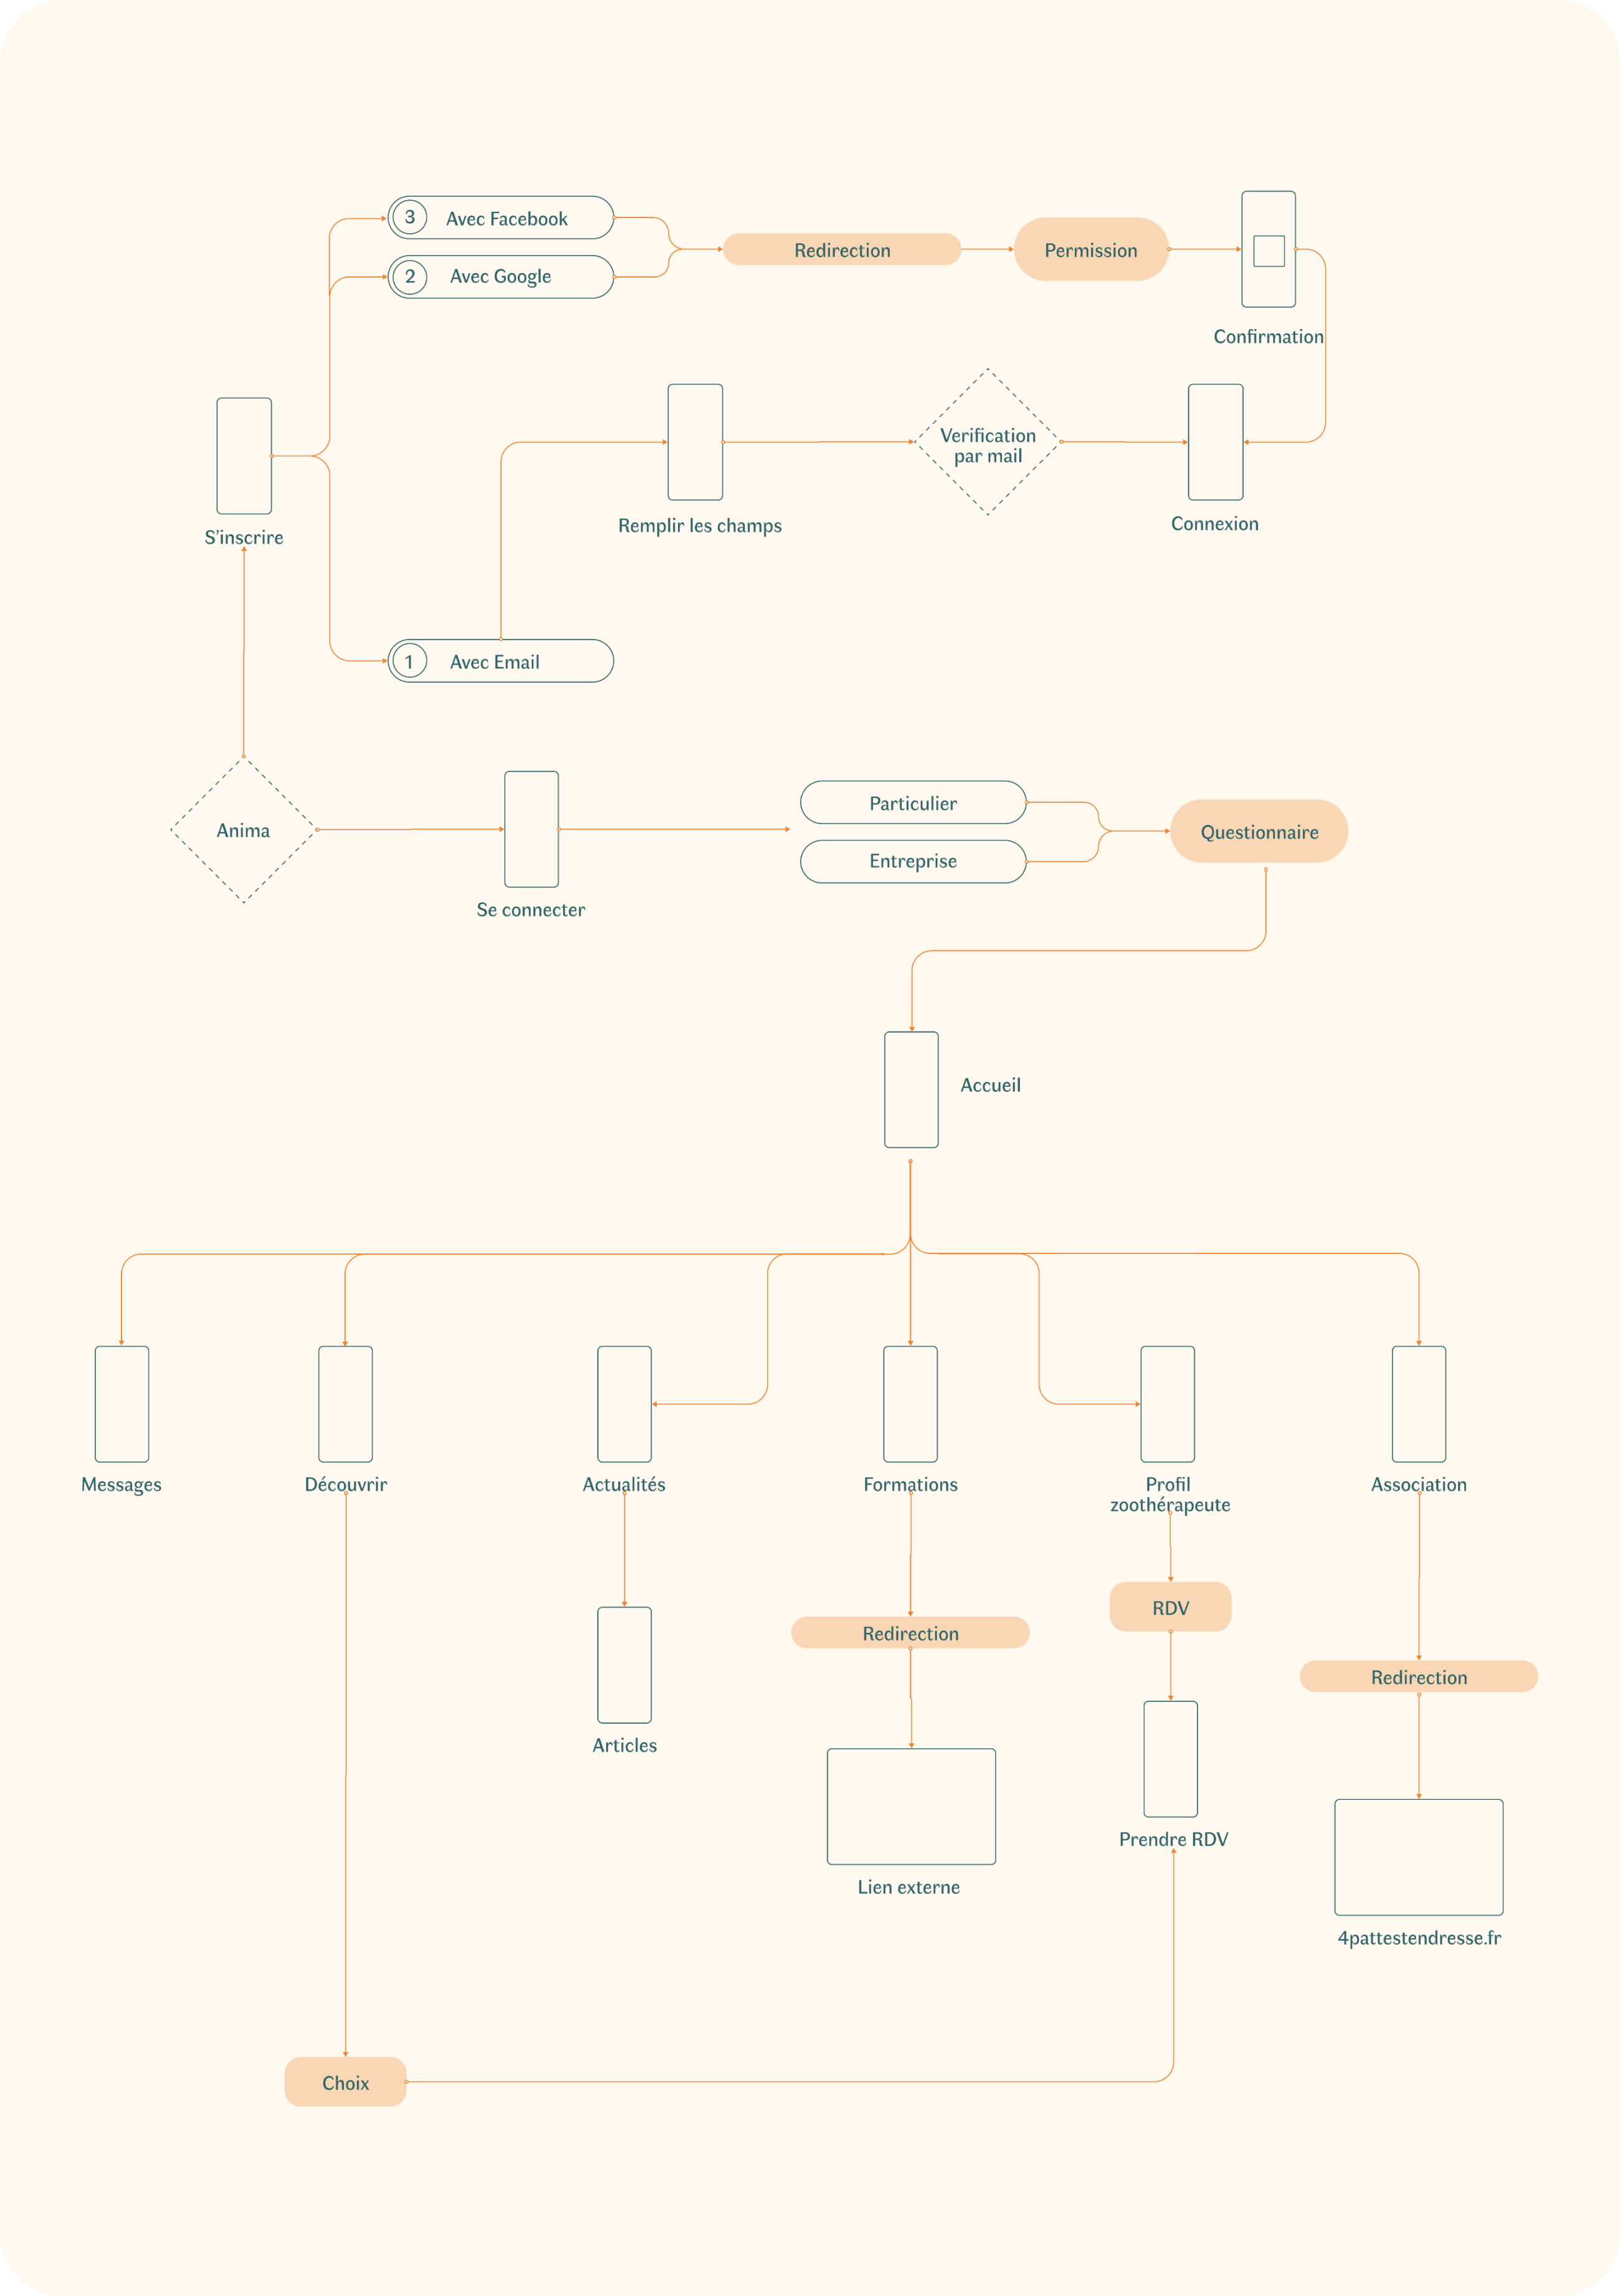 3 Avec Facebook
2 Avec Google
Redirection
Permission
Confirmation
S'inscrire
Remplir les champs
Verification
par mail
Connexion
1 Avec Email
Anima
Se connecter
Particulier
Entreprise
Questionnaire
Accueil
Messages
Découvrir
Actualités
Formations
Profil
zoothérapeute
Association
Articles
Redirection
Lien externe
RDV
Prendre RDV
Redirection
4pattestendresse.fr
Choix